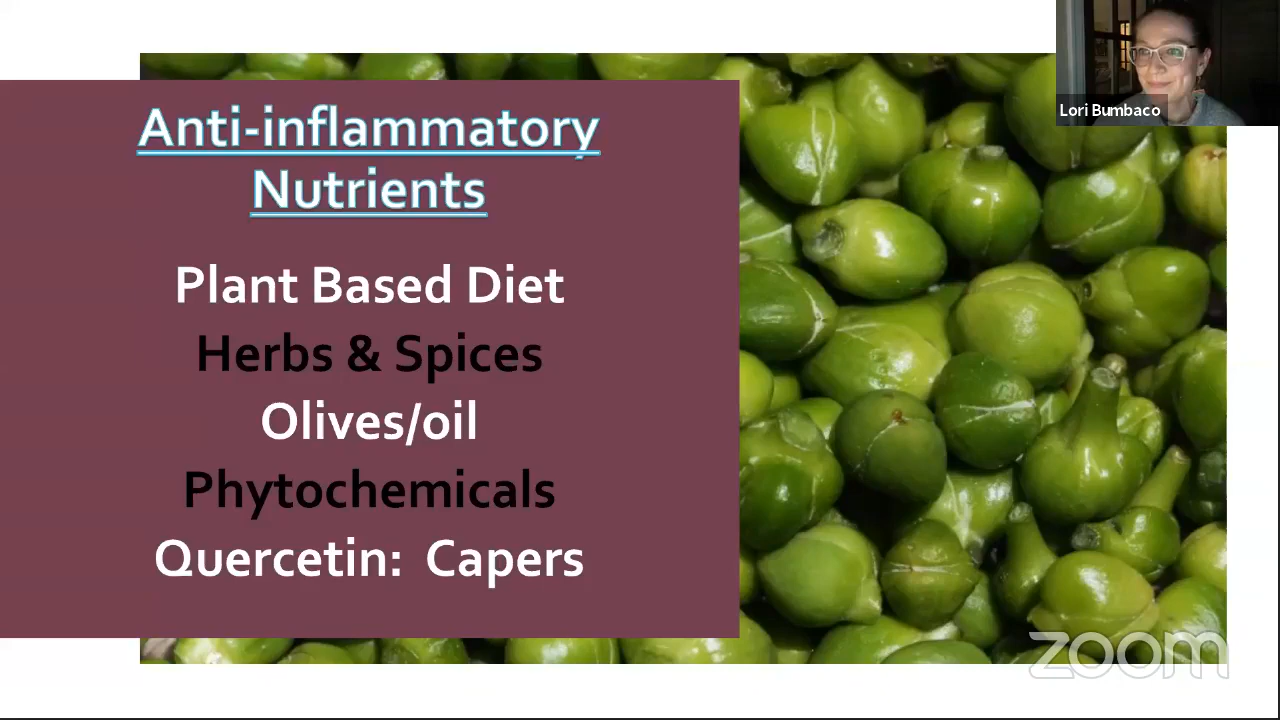 Anti-inflammatory
Nutrients
Plant Based Diet
Herbs & Spices
Olives/oil
Phytochemicals
Quercetin:  Capers
Lori Bumbaco
zoom